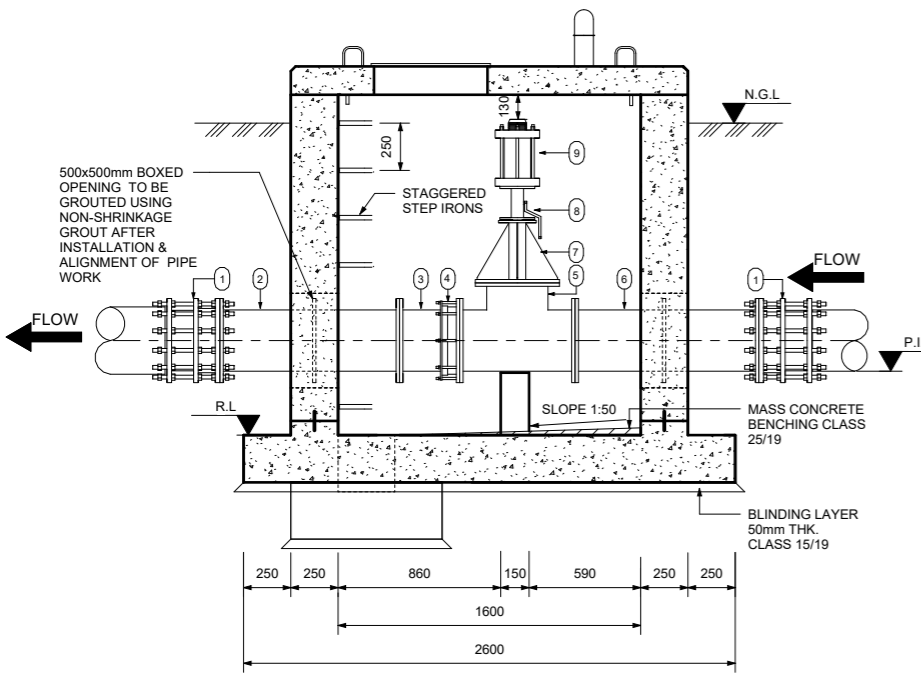 N.G.L
130
250
9
500x500mm BOXED
OPENING TO BE
GROUTED USING
NON-SHRINKAGE
GROUT AFTER
INSTALLATION &
ALIGNMENT OF PIPE
WORK
STAGGERED
STEP IRONS
8
7
FLOW
1
2
3
4
5
6
1
FLOW
P.I
R.L
SLOPE 1:50
MASS CONCRETE
BENCHING CLASS
25/19
BLINDING LAYER
50mm THK.
CLASS 15/19
250 250 860 150 590 250 250
1600
2600